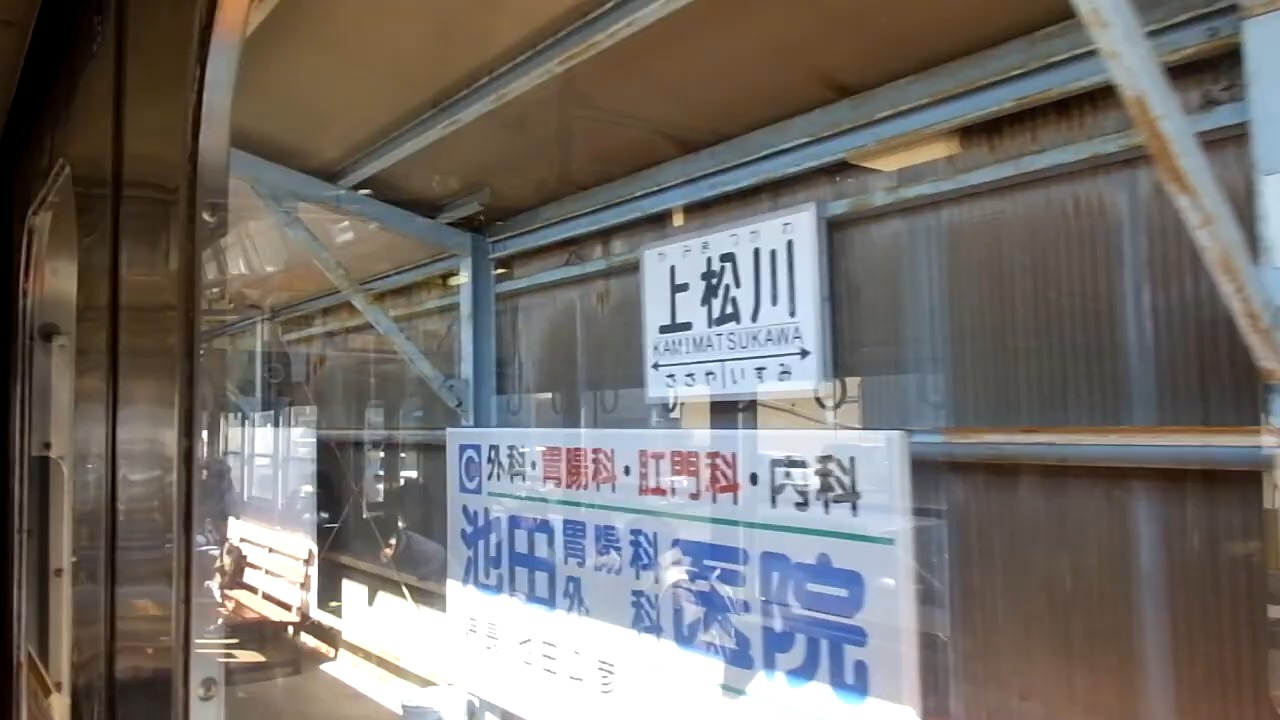 かみまつかわ
上松川
KAMIMATSUKAWA
ささや いずみ
C 外科・胃腸科・肛門科・内科
池田胃腸科外科医院